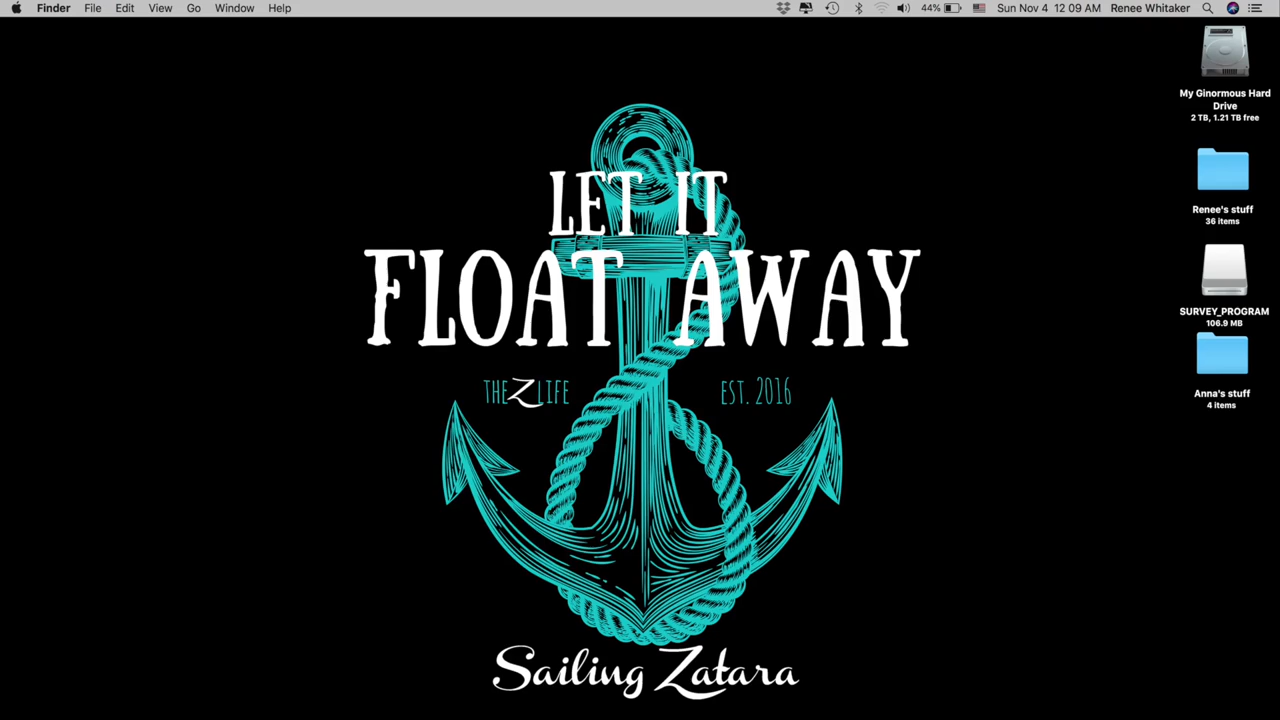 Finder File Edit View Go Window Help 44% Sun Nov 4 12 09 AM Renee Whitaker
My Ginormous Hard
Drive
2 TB, 1.21 TB free
Renee's stuff
36 items
SURVEY_PROGRAM
106.9 MB
Anna's stuff
4 items
LET IT
FLOAT AWAY
THE Z LIFE EST. 2016
Sailing Zatara